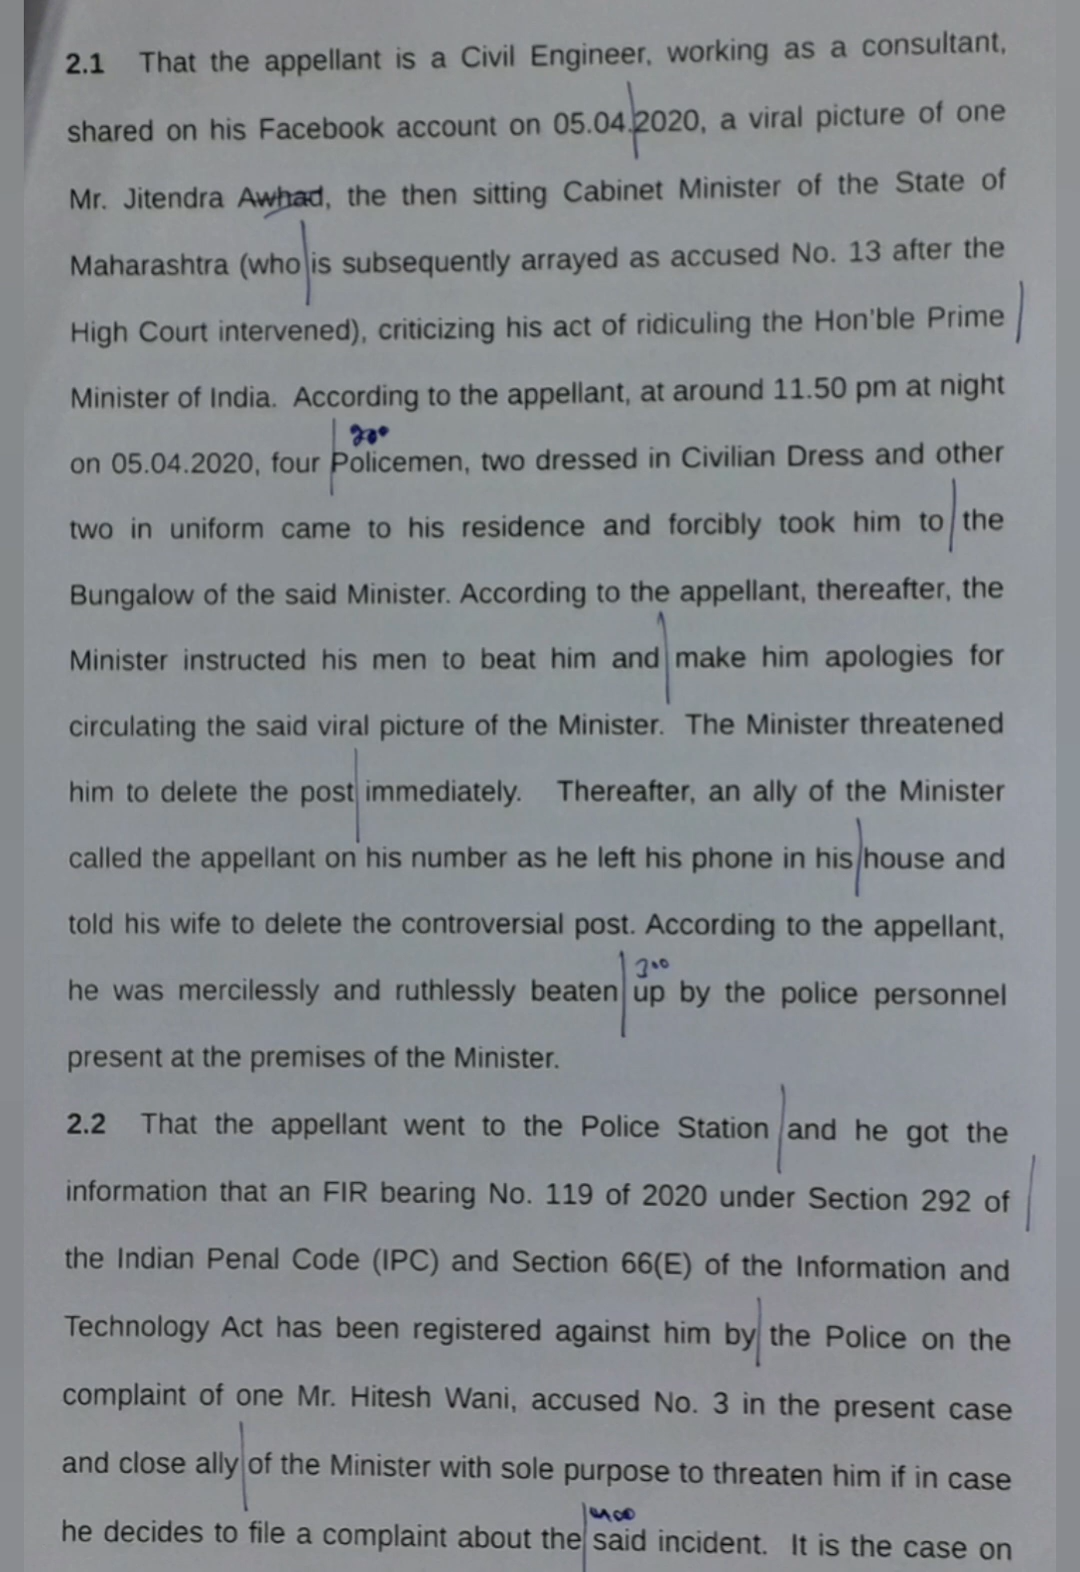 2.1 That the appellant is a Civil Engineer, working as a consultant,
shared on his Facebook account on 05.04.2020, a viral picture of one
Mr. Jitendra Awhad, the then sitting Cabinet Minister of the State of
Maharashtra (who is subsequently arrayed as accused No. 13 after the
High Court intervened), criticizing his act of ridiculing the Hon'ble Prime
Minister of India. According to the appellant, at around 11.50 pm at night
200
on 05.04.2020, four Policemen, two dressed in Civilian Dress and other
two in uniform came to his residence and forcibly took him to the
Bungalow of the said Minister. According to the appellant, thereafter, the
Minister instructed his men to beat him and make him apologies for
circulating the said viral picture of the Minister. The Minister threatened
him to delete the post immediately. Thereafter, an ally of the Minister
called the appellant on his number as he left his phone in his house and
told his wife to delete the controversial post. According to the appellant,
300
he was mercilessly and ruthlessly beaten up by the police personnel
present at the premises of the Minister.
2.2 That the appellant went to the Police Station and he got the
information that an FIR bearing No. 119 of 2020 under Section 292 of
the Indian Penal Code (IPC) and Section 66(E) of the Information and
Technology Act has been registered against him by the Police on the
complaint of one Mr. Hitesh Wani, accused No. 3 in the present case
and close ally of the Minister with sole purpose to threaten him if in case
400
he decides to file a complaint about the said incident. It is the case on